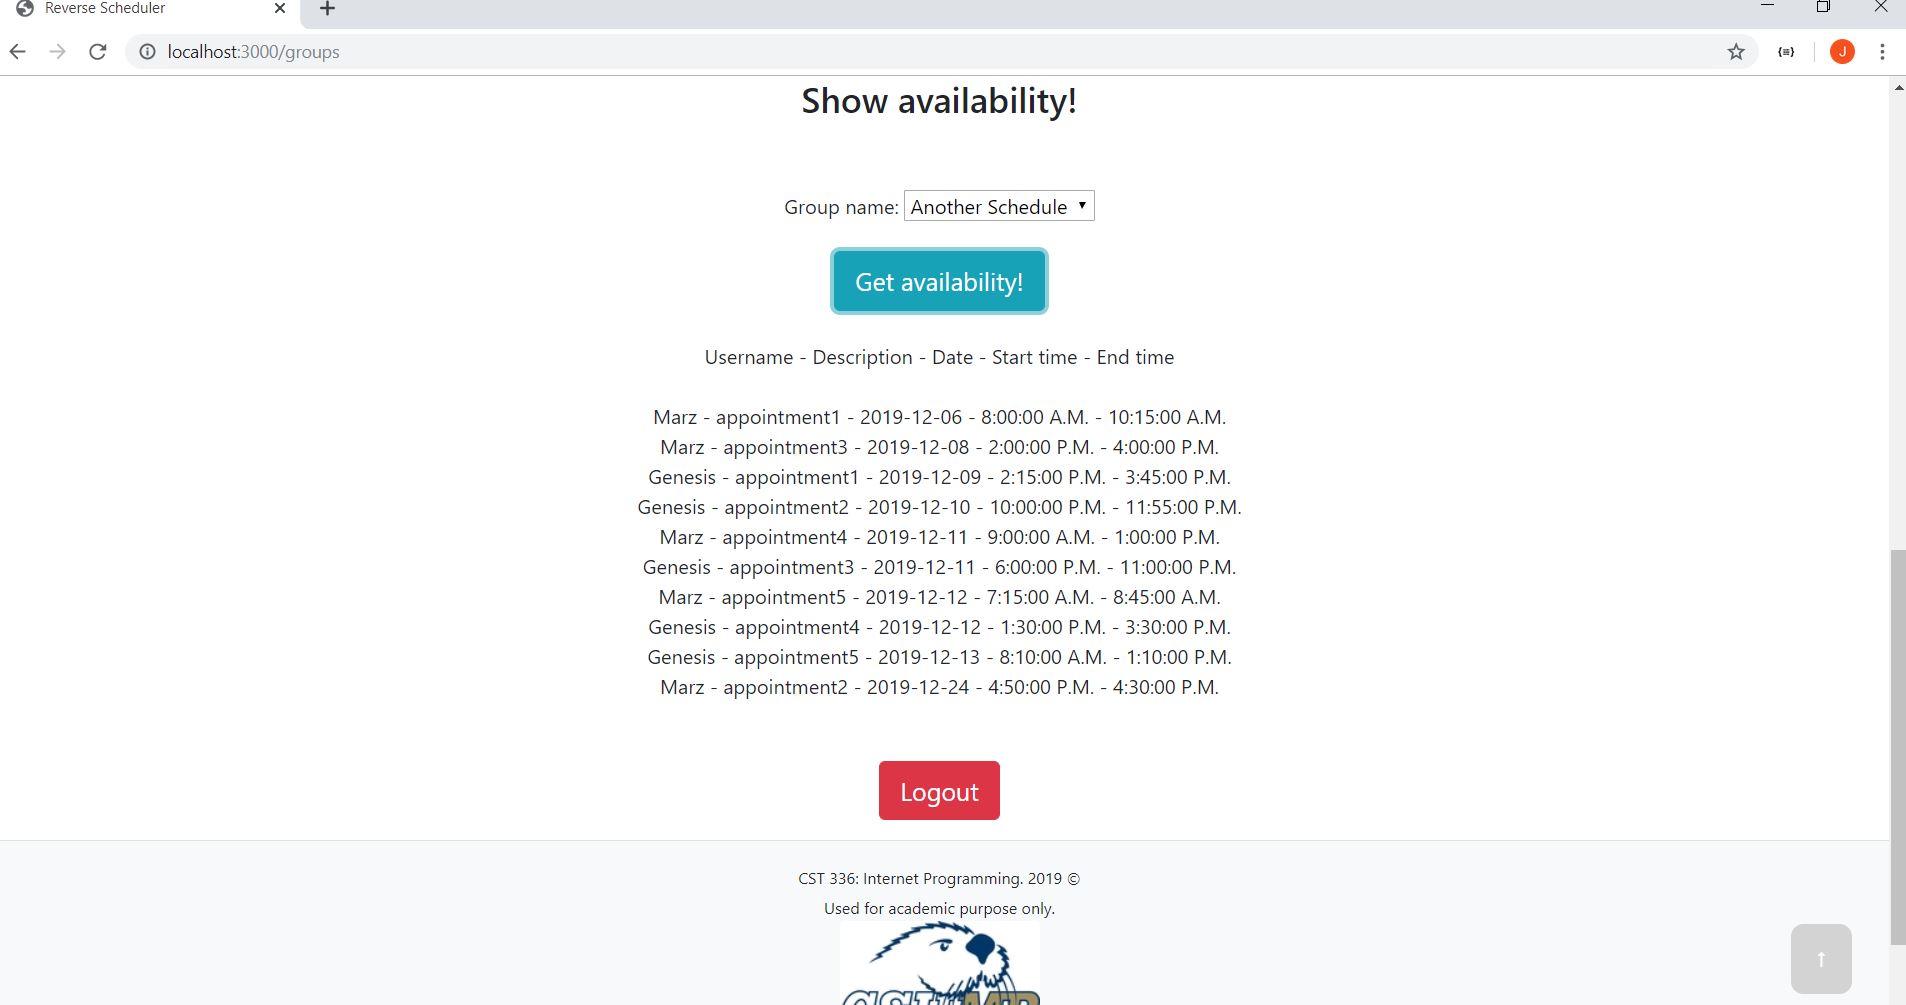 Reverse Scheduler
localhost:3000/groups
J
Show availability!
Group name: Another Schedule
Get availability!
Username - Description - Date - Start time - End time
Marz - appointment1 - 2019-12-06 - 8:00:00 A.M. - 10:15:00 A.M.
Marz - appointment3 - 2019-12-08 - 2:00:00 P.M. - 4:00:00 P.M.
Genesis - appointment1 - 2019-12-09 - 2:15:00 P.M. - 3:45:00 P.M.
Genesis - appointment2 - 2019-12-10 - 10:00:00 P.M. - 11:55:00 P.M.
Marz - appointment4 - 2019-12-11 - 9:00:00 A.M. - 1:00:00 P.M.
Genesis - appointment3 - 2019-12-11 - 6:00:00 P.M. - 11:00:00 P.M.
Marz - appointment5 - 2019-12-12 - 7:15:00 A.M. - 8:45:00 A.M.
Genesis - appointment4 - 2019-12-12 - 1:30:00 P.M. - 3:30:00 P.M.
Genesis - appointment5 - 2019-12-13 - 8:10:00 A.M. - 1:10:00 P.M.
Marz - appointment2 - 2019-12-24 - 4:50:00 P.M. - 4:30:00 P.M.
Logout
CST 336: Internet Programming. 2019 ©
Used for academic purpose only.